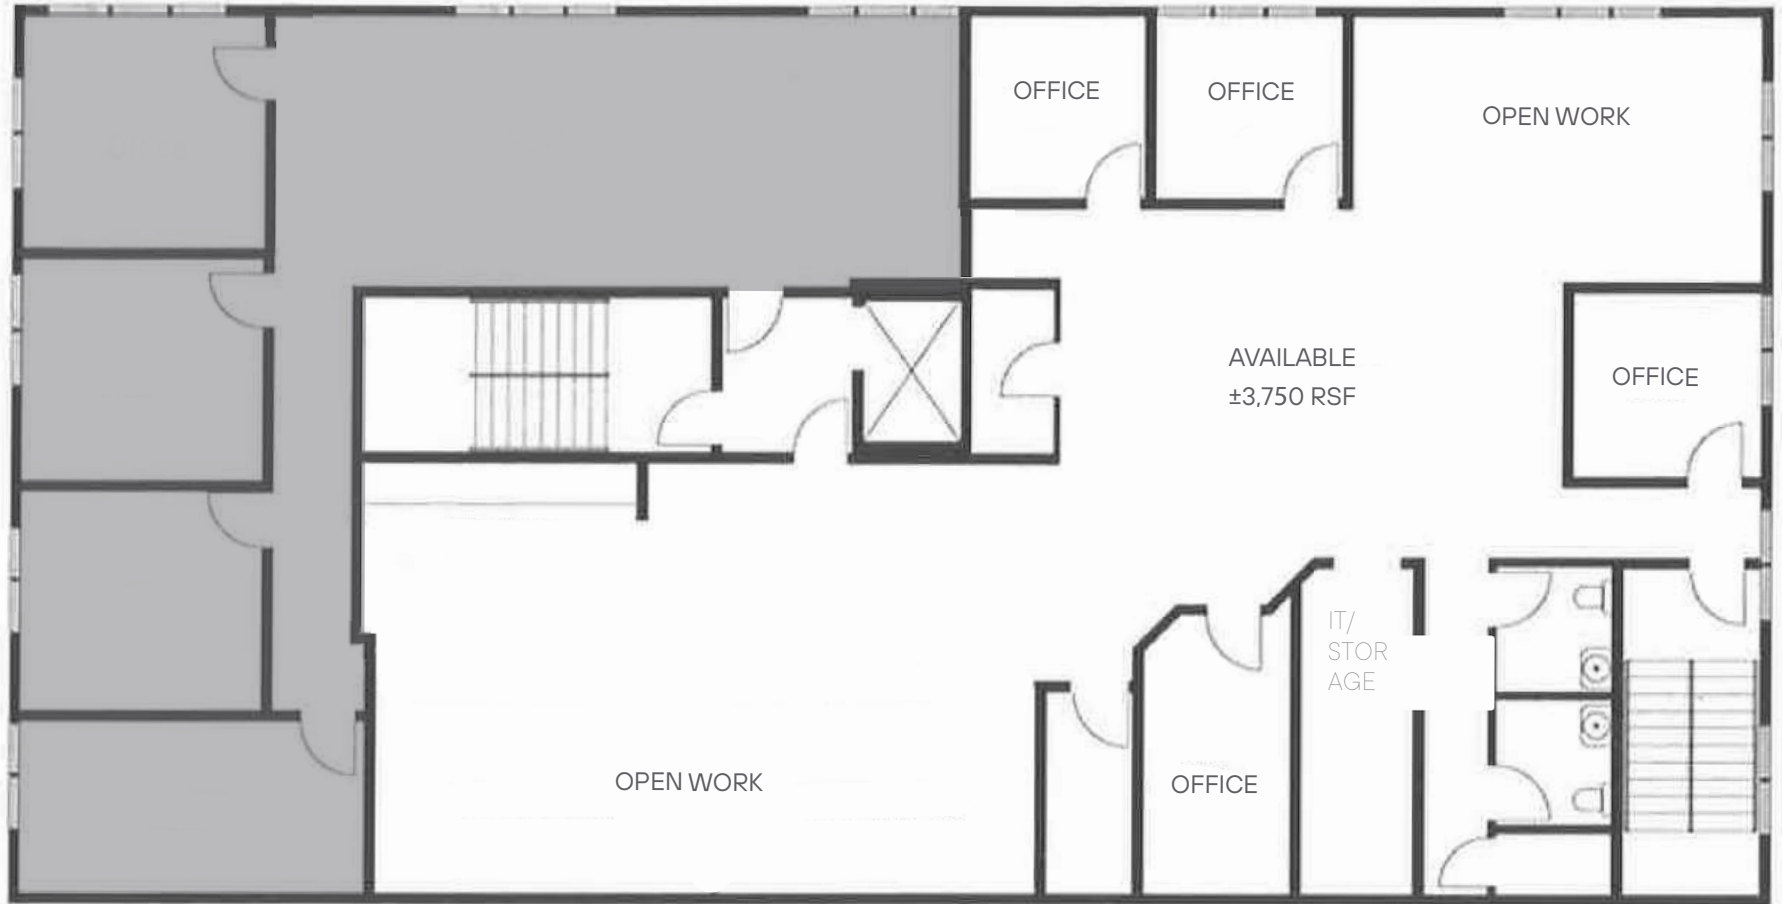 OFFICE
OFFICE
OPEN WORK
AVAILABLE
±3,750 RSF
OFFICE
IT/
STOR
AGE
OPEN WORK
OFFICE